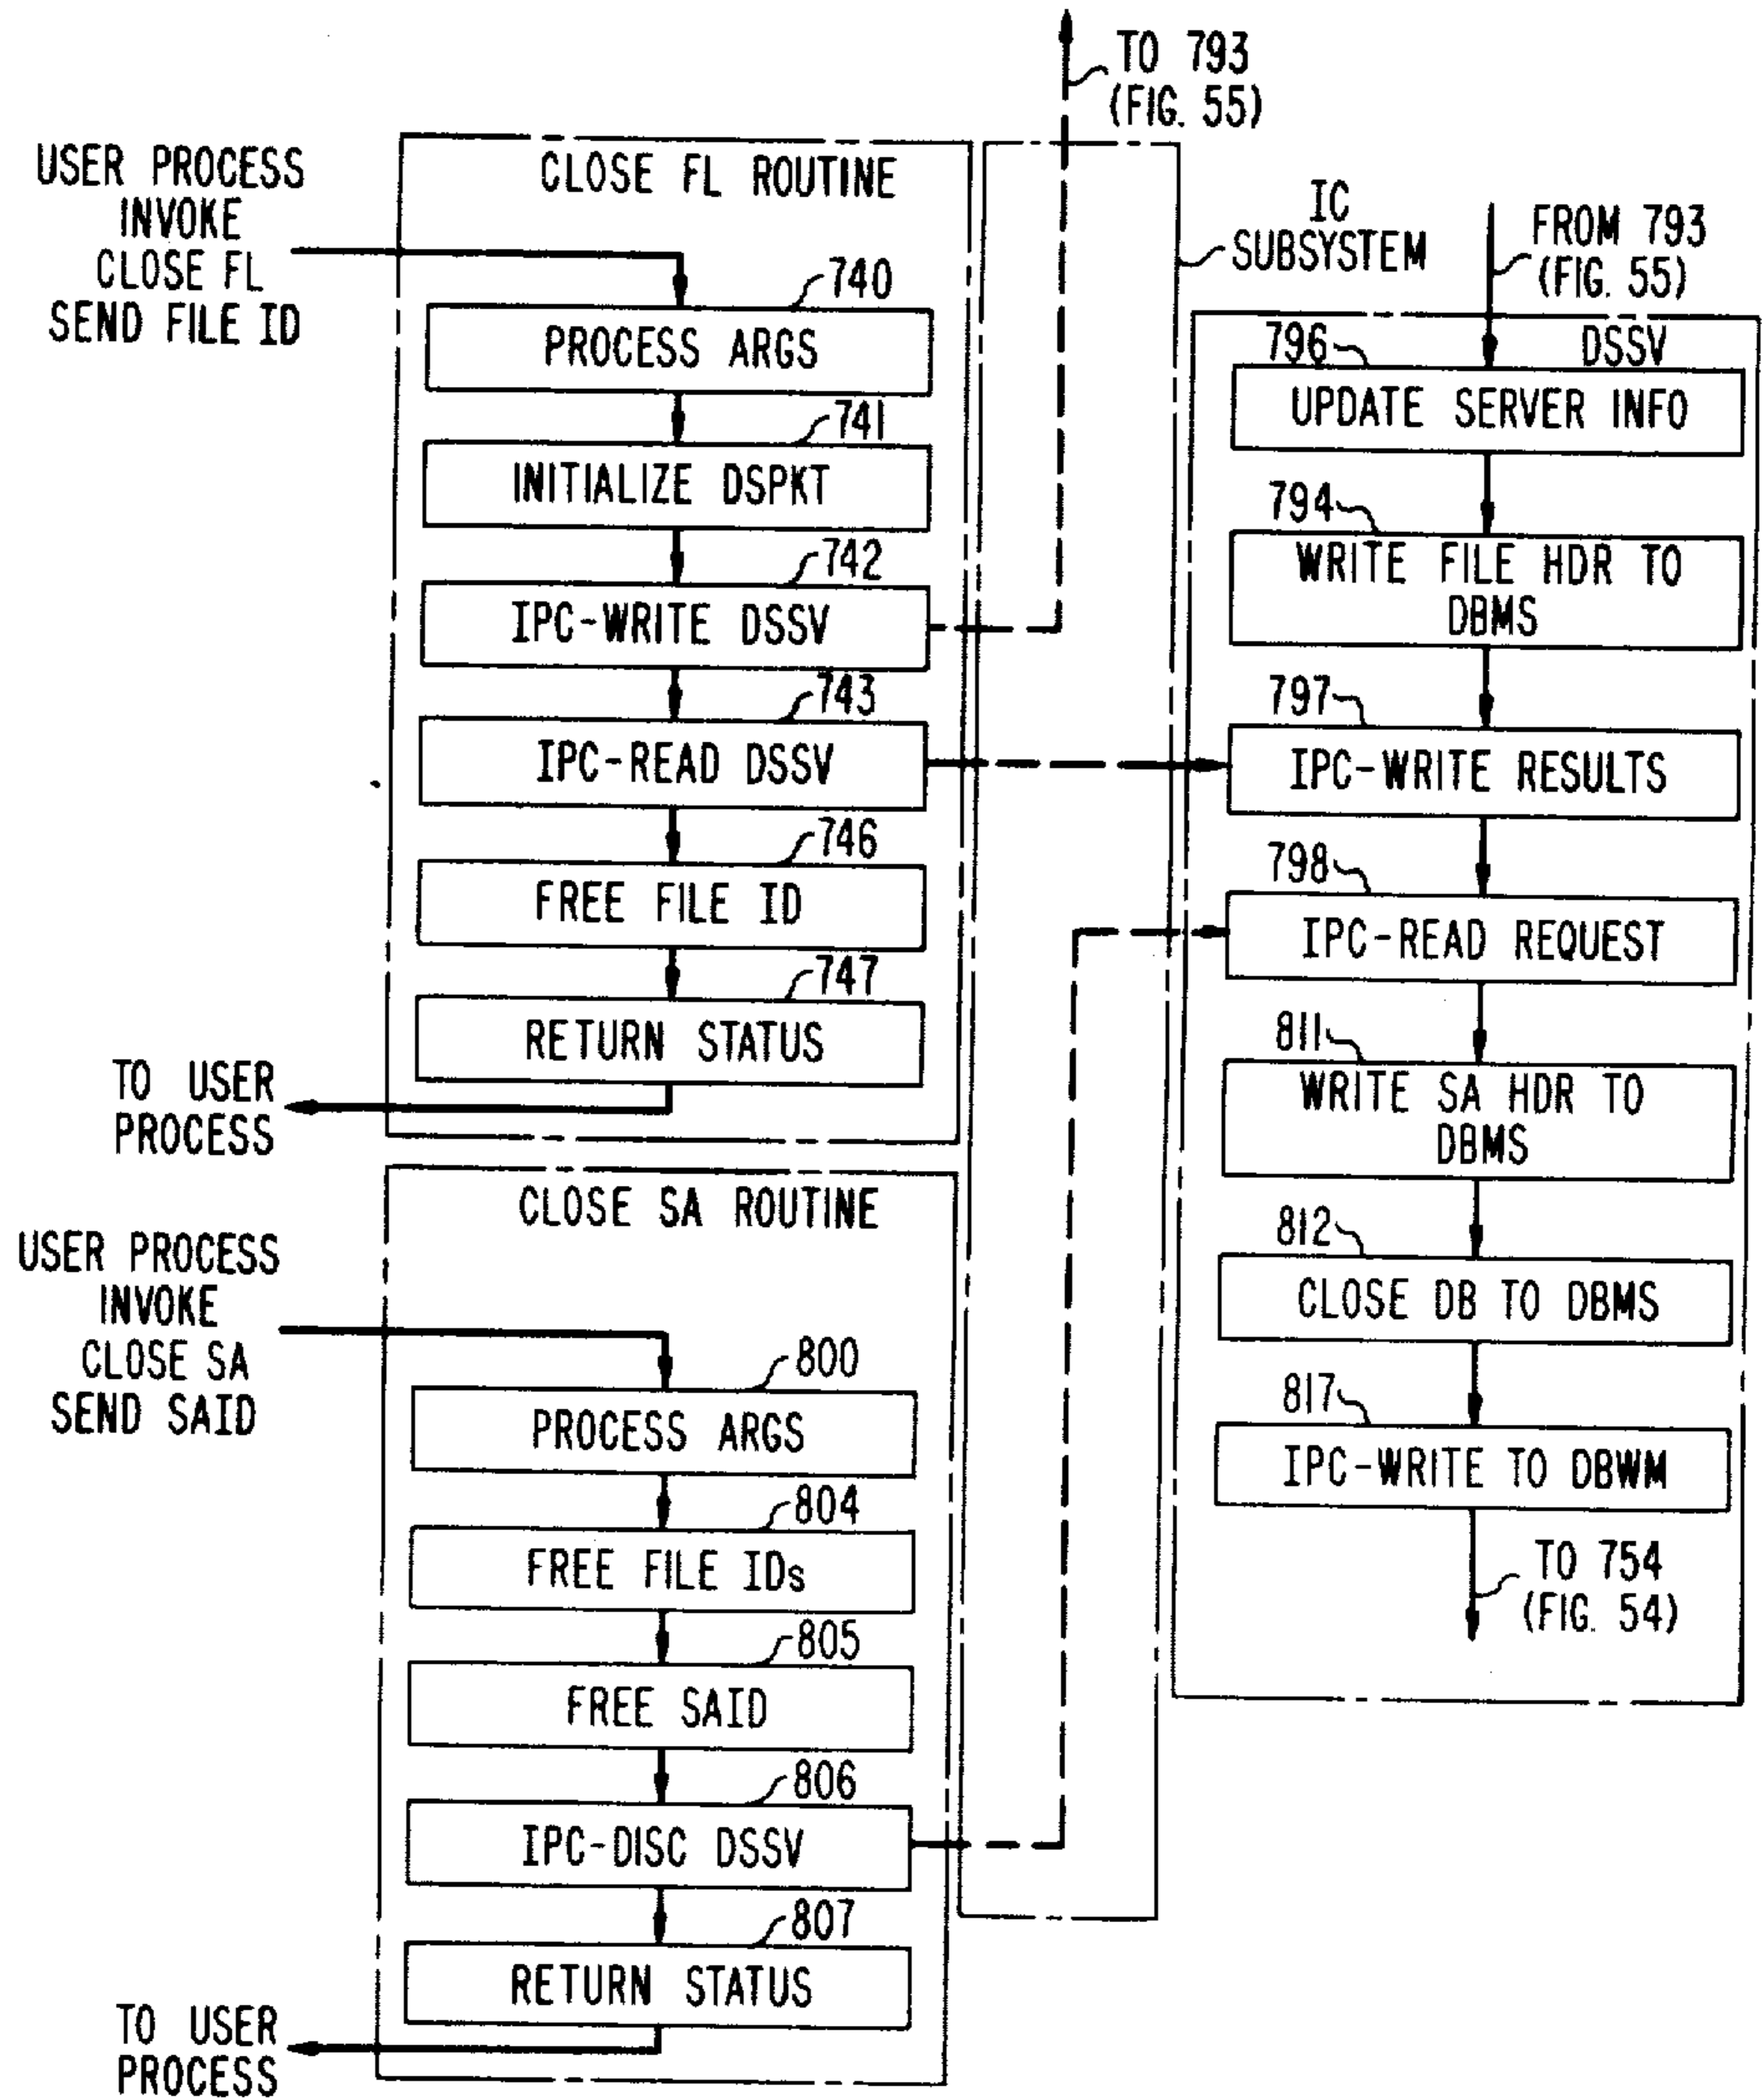 TO 793
(FIG. 55)
USER PROCESS
INVOKE
CLOSE FL
SEND FILE ID
CLOSE FL ROUTINE
740
PROCESS ARGS
741
INITIALIZE DSPKT
742
IPC-WRITE DSSV
743
IPC-READ DSSV
746
FREE FILE ID
747
RETURN STATUS
TO USER
PROCESS
IC
SUBSYSTEM
FROM 793
(FIG. 55)
DSSV
796
UPDATE SERVER INFO
794
WRITE FILE HDR TO
DBMS
797
IPC-WRITE RESULTS
798
IPC-READ REQUEST
811
WRITE SA HDR TO
DBMS
812
CLOSE DB TO DBMS
817
IPC-WRITE TO DBWM
TO 754
(FIG. 54)
CLOSE SA ROUTINE
USER PROCESS
INVOKE
CLOSE SA
SEND SAID
800
PROCESS ARGS
804
FREE FILE IDs
805
FREE SAID
806
IPC-DISC DSSV
807
RETURN STATUS
TO USER
PROCESS